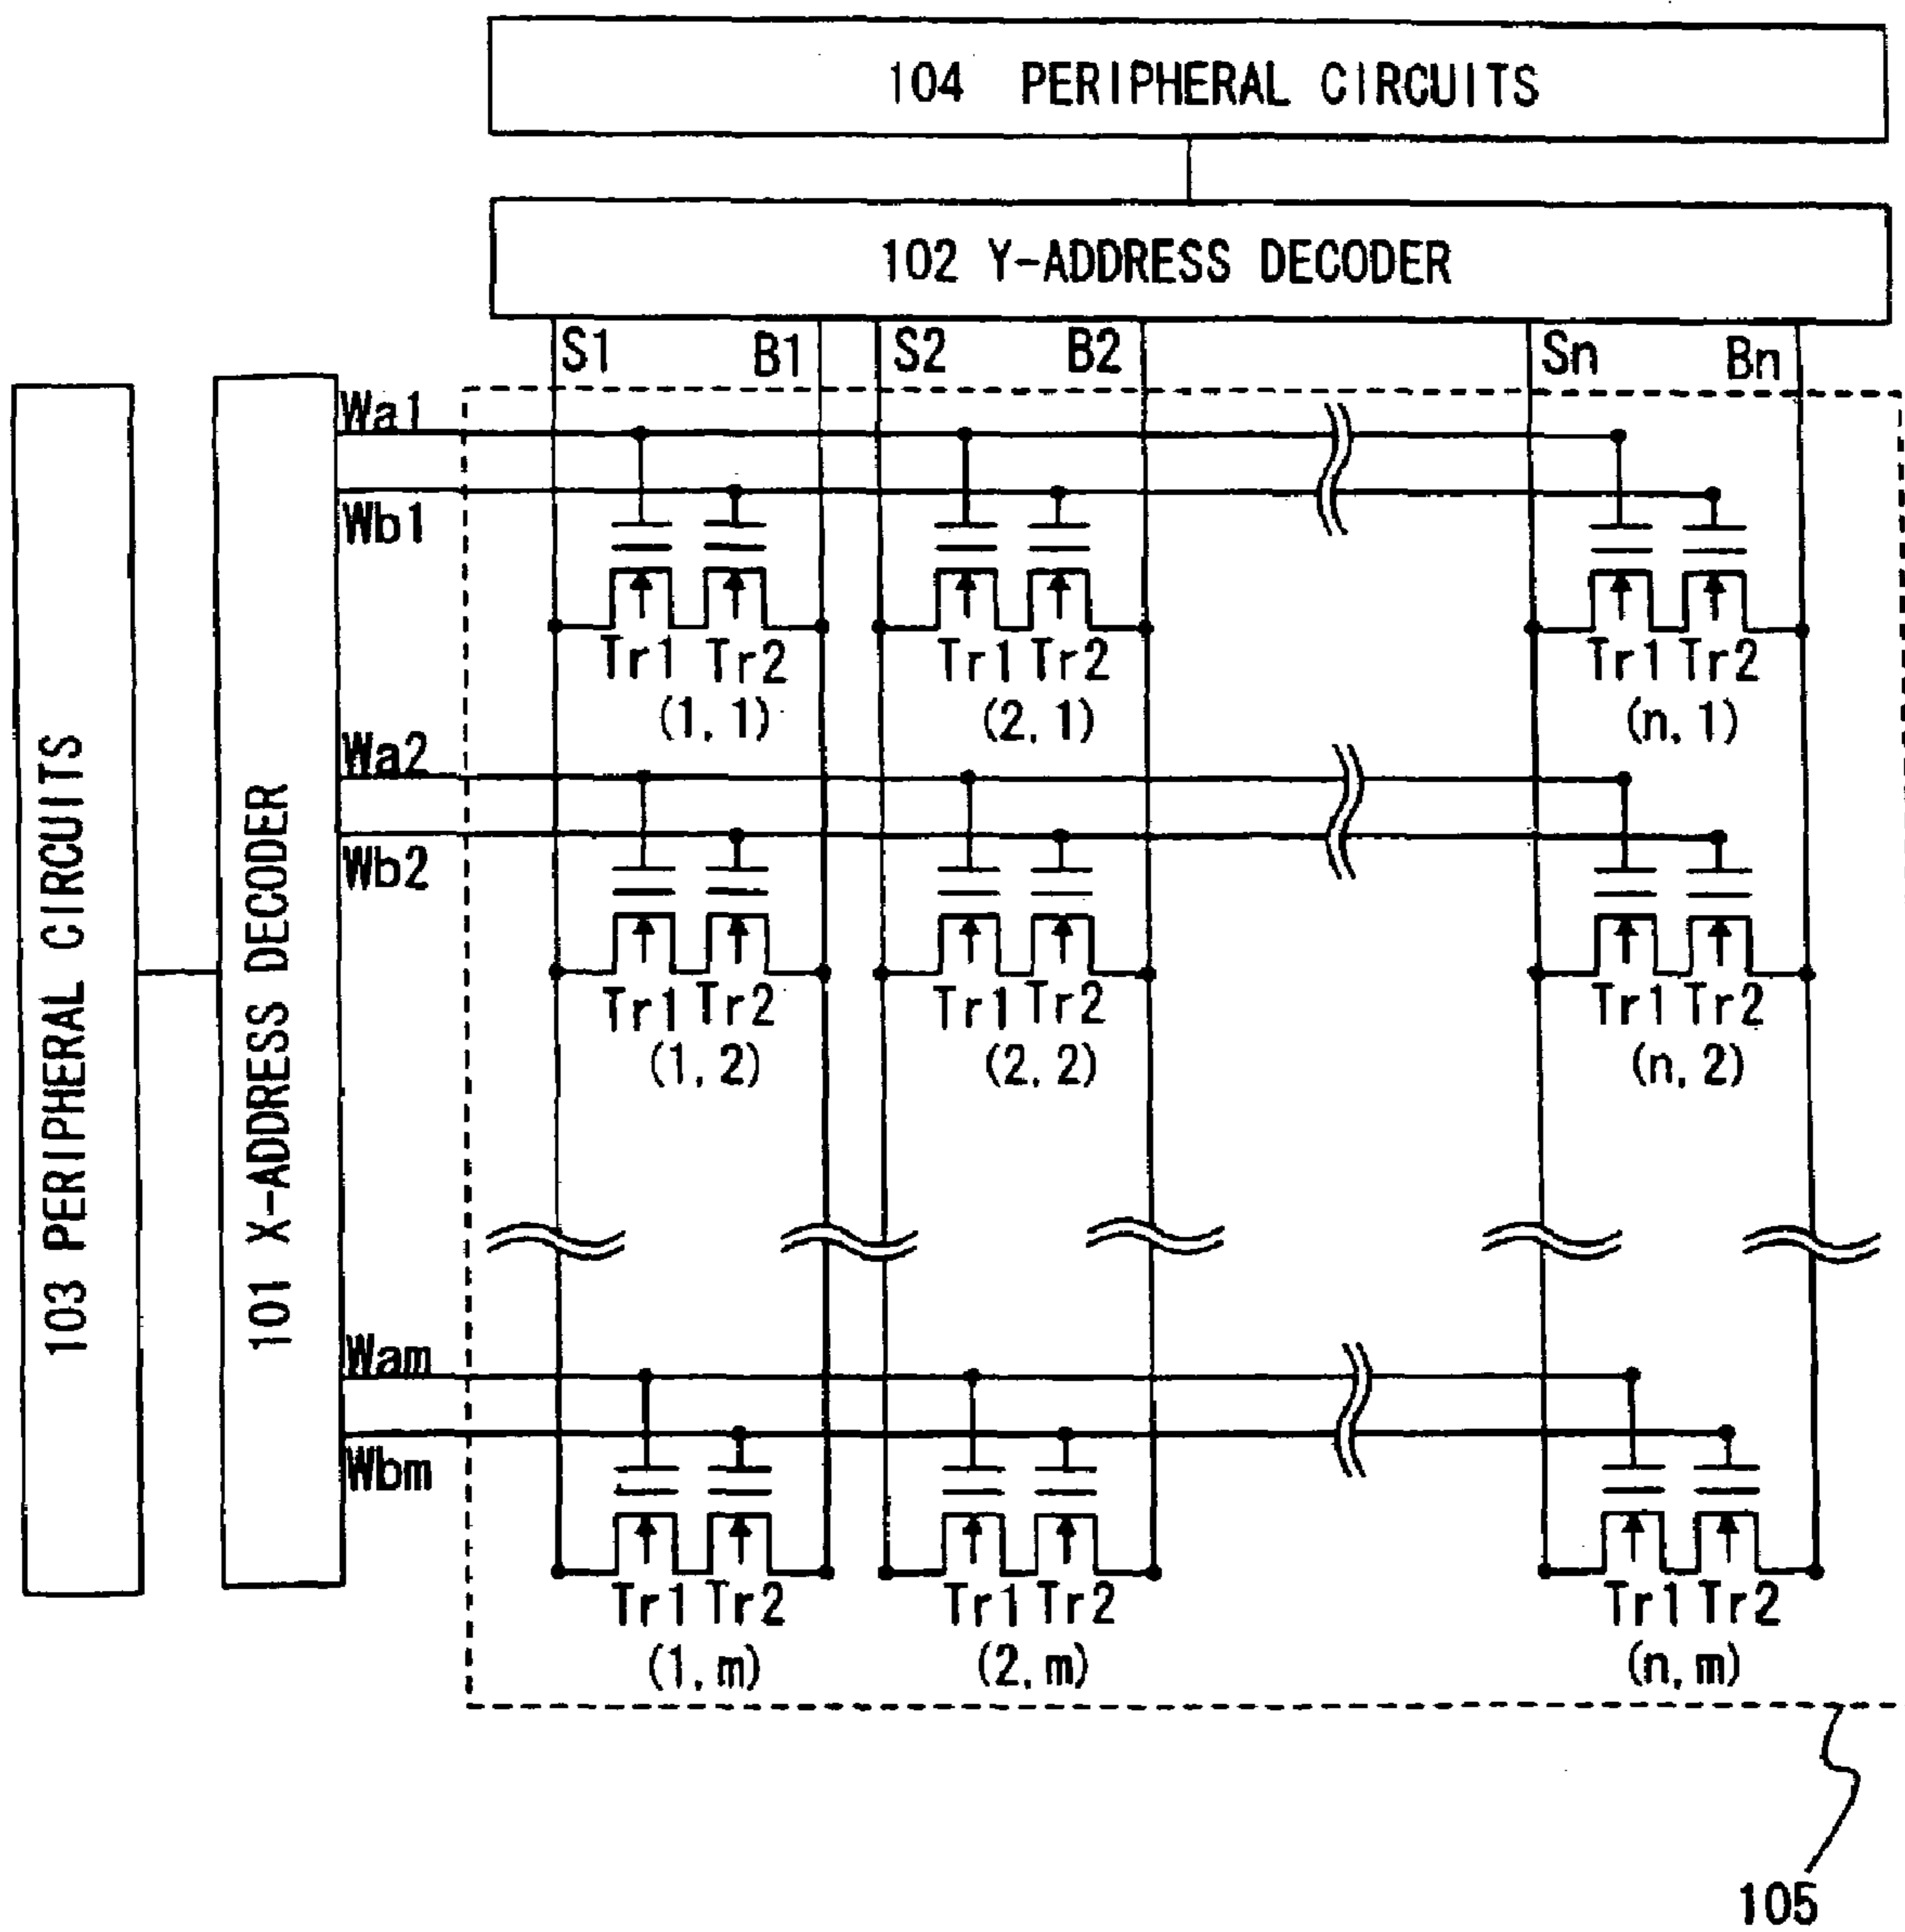 104 PERIPHERAL CIRCUITS
102 Y-ADDRESS DECODER
S1 B1 S2 B2 Sn Bn
103 PERIPHERAL CIRCUITS
101 X-ADDRESS DECODER
Wa1
Wb1
Tr1 Tr2 Tr1 Tr2 Tr1 Tr2
(1, 1) (2, 1) (n, 1)
Wa2
Wb2
Tr1 Tr2 Tr1 Tr2 Tr1 Tr2
(1, 2) (2, 2) (n, 2)
Wam
Wbm
Tr1 Tr2 Tr1 Tr2 Tr1 Tr2
(1, m) (2, m) (n, m)
105